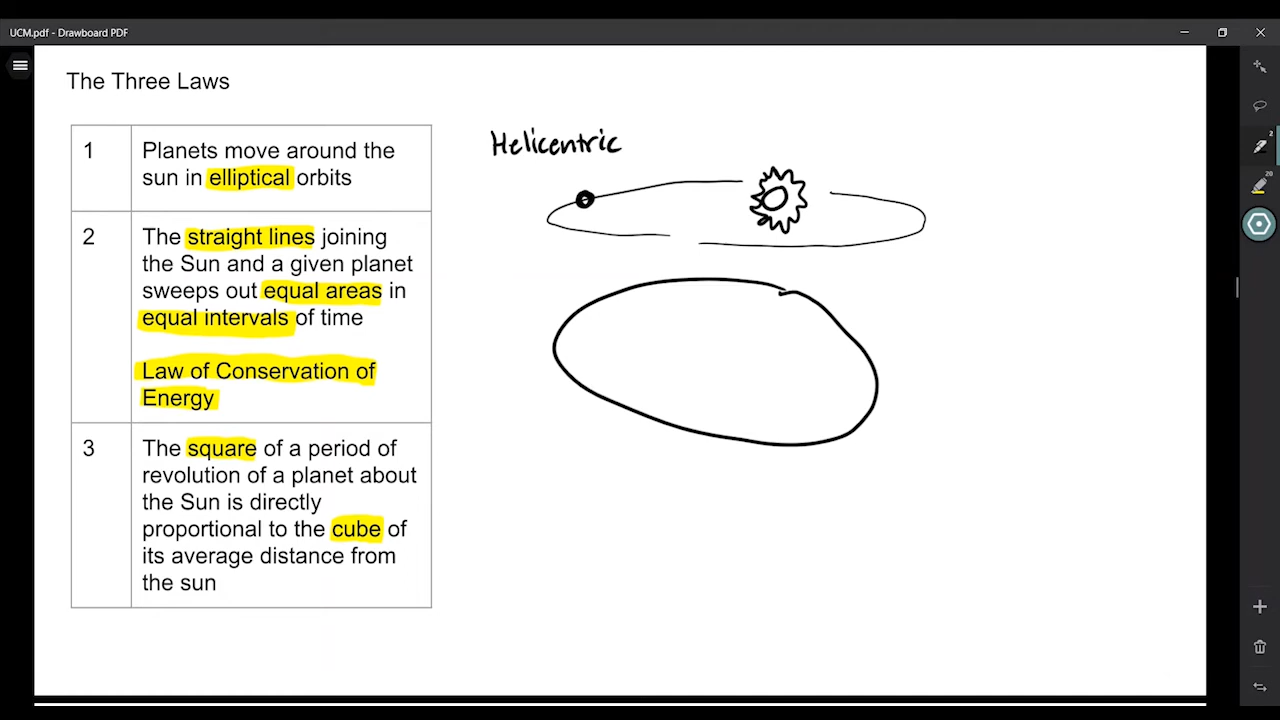 UCM.pdf - Drawboard PDF
The Three Laws
1
Planets move around the
sun in elliptical orbits
2
The straight lines joining
the Sun and a given planet
sweeps out equal areas in
equal intervals of time
Law of Conservation of
Energy
3
The square of a period of
revolution of a planet about
the Sun is directly
proportional to the cube of
its average distance from
the sun
Helicentric
2
20